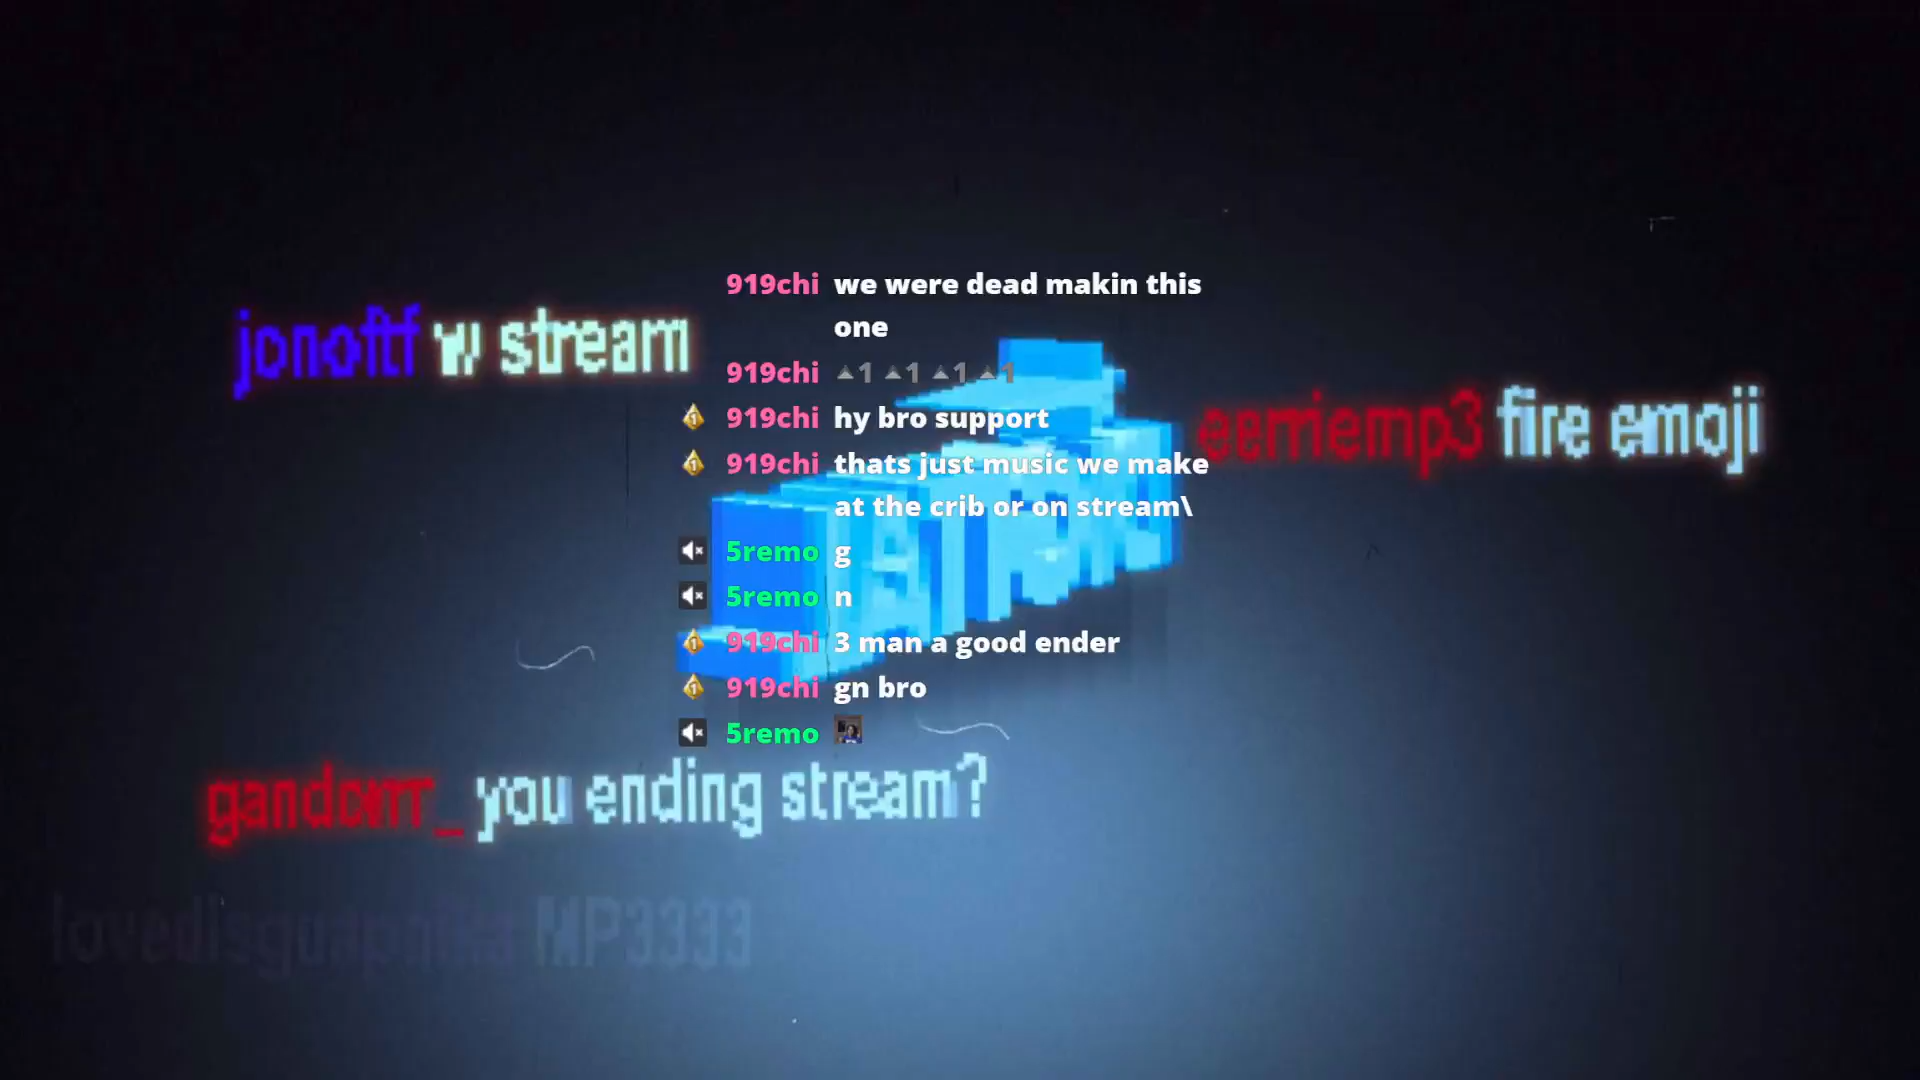 919chi we were dead makin this
one
jonoftf w stream
919chi 1 1 1 1
919chi hy bro support
eerriemp3 fire emoji
919chi thats just music we make
at the crib or on stream\
5remo g
5remo n
919chi 3 man a good ender
919chi gn bro
5remo
you ending stream?
MP3333